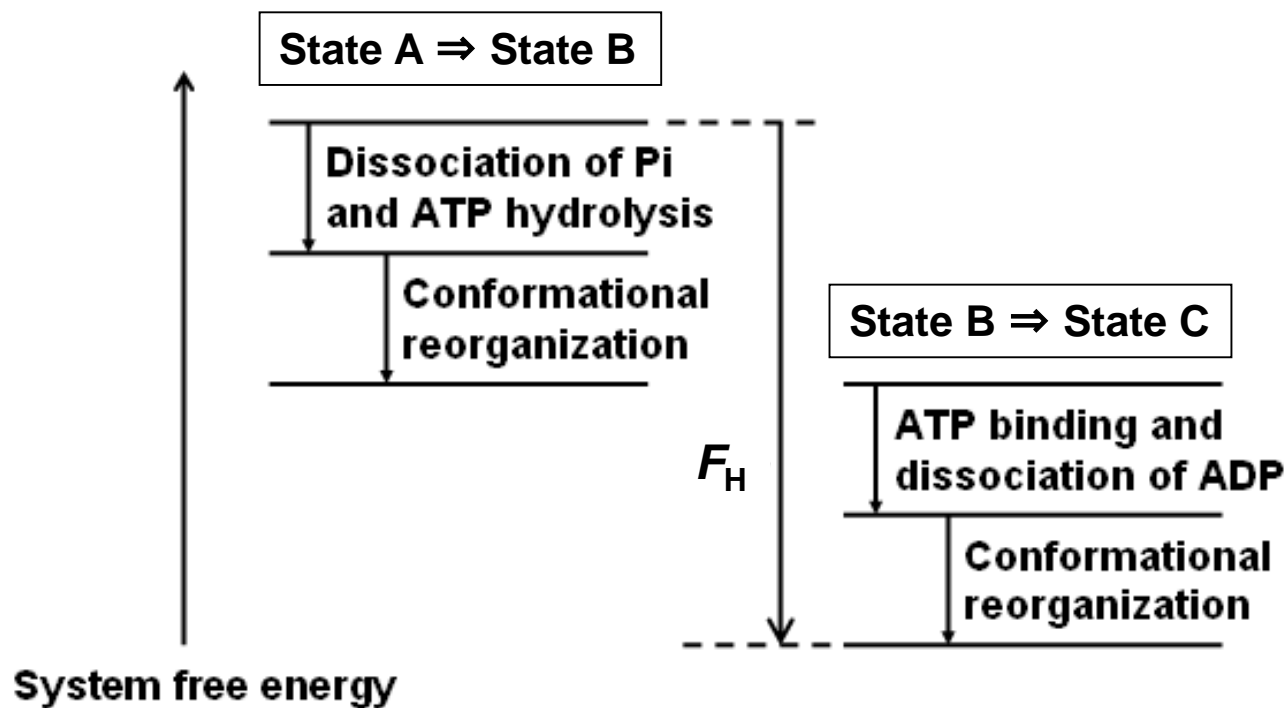 State A ⇒ State B
Dissociation of Pi
and ATP hydrolysis
Conformational
reorganization
State B ⇒ State C
ATP binding and
dissociation of ADP
F_H
Conformational
reorganization
System free energy